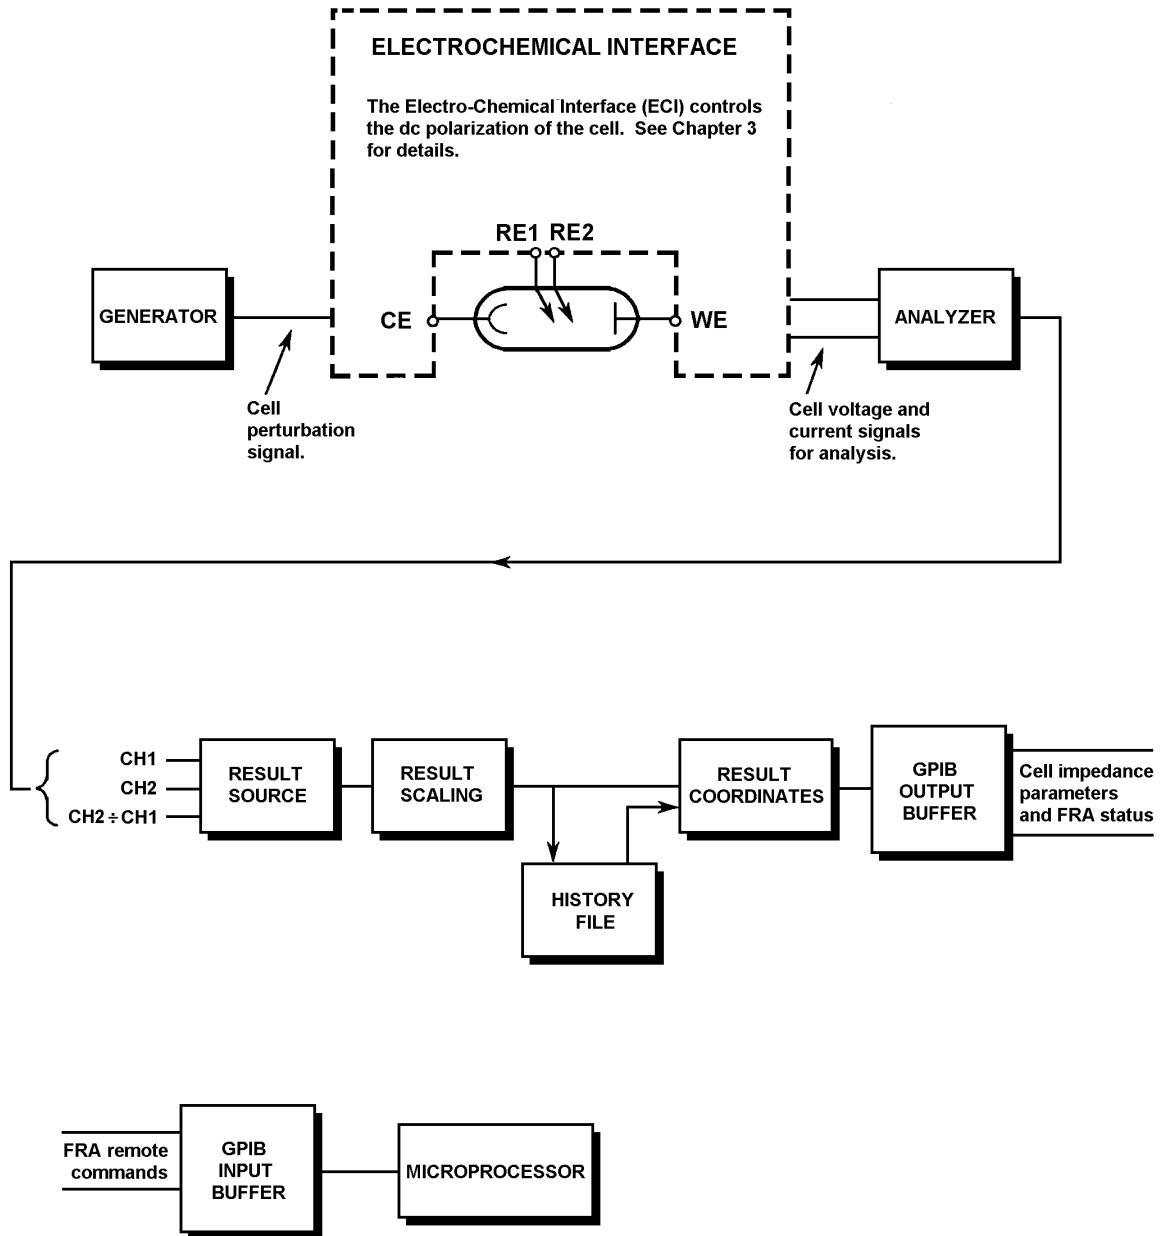 ELECTROCHEMICAL INTERFACE
The Electro-Chemical Interface (ECI) controls
the dc polarization of the cell. See Chapter 3
for details.
RE1 RE2
GENERATOR
CE
WE
ANALYZER
Cell
perturbation
signal.
Cell voltage and
current signals
for analysis.
CH1
CH2
CH2÷CH1
RESULT
SOURCE
RESULT
SCALING
RESULT
COORDINATES
GPIB
OUTPUT
BUFFER
Cell impedance
parameters
and FRA status
HISTORY
FILE
FRA remote
commands
GPIB
INPUT
BUFFER
MICROPROCESSOR